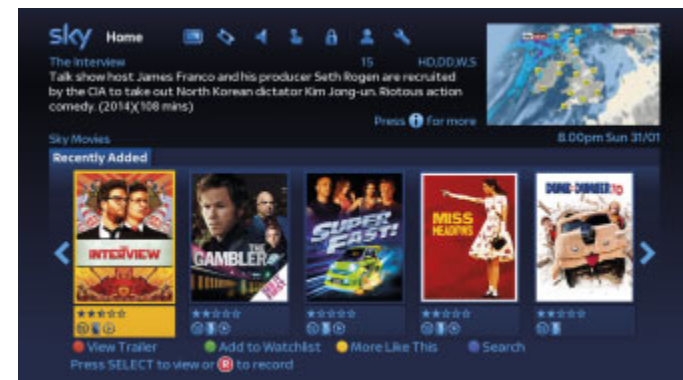 sky Home
The Interview 15 HD,DD,W,S
Talk show host James Franco and his producer Seth Rogen are recruited
by the CIA to take out North Korean dictator Kim Jong-un. Riotous action
comedy. (2014)(108 mins)
Press i for more
Sky Movies 8.00pm Sun 31/01
Recently Added
THE INTERVIEW
THE GAMBLER
SUPER FAST!
MISS MEADOWS
DUMB AND DUMBER TO
View Trailer Add to Watchlist More Like This Search
Press SELECT to view or R to record